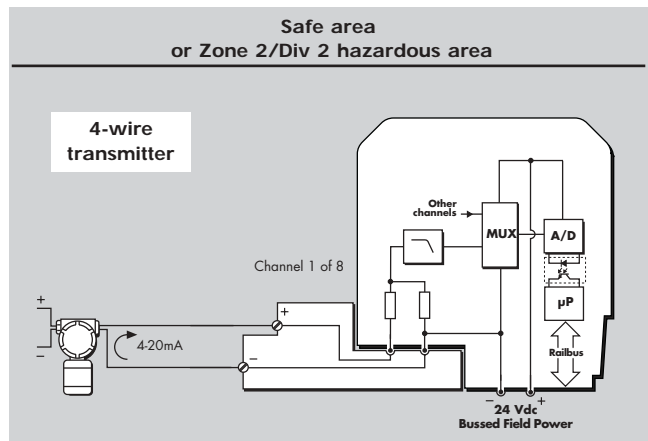 Safe area
or Zone 2/Div 2 hazardous area
4-wire
transmitter
Other
channels
MUX
A/D
Channel 1 of 8
µP
+
+
4-20mA
Railbus
–
–
– +
24 Vdc
Bussed Field Power